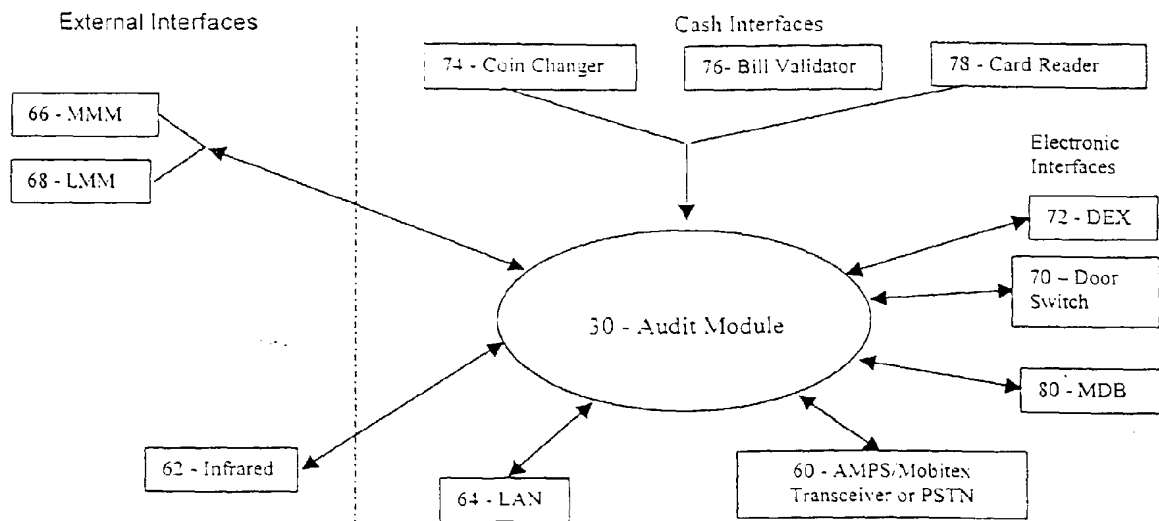 External Interfaces
Cash Interfaces
74 - Coin Changer
76- Bill Validator
78 - Card Reader
66 - MMM
68 - LMM
Electronic
Interfaces
72 - DEX
70 – Door
Switch
30 - Audit Module
80 - MDB
62 - Infrared
64 - LAN
60 - AMPS/Mobitex
Transceiver or PSTN